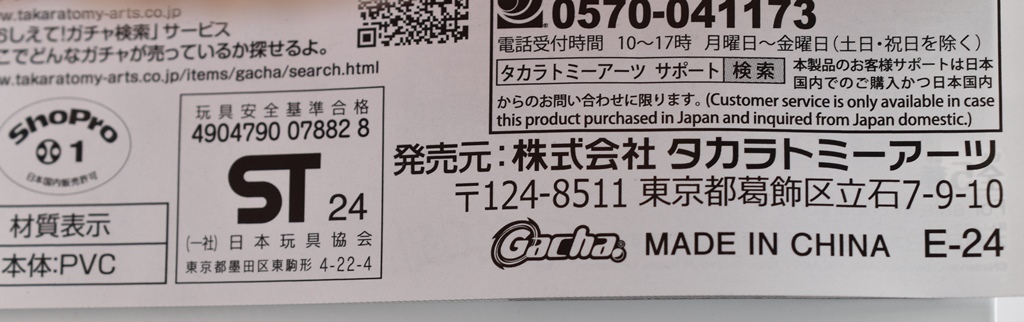 www.takaratomy-arts.co.jp
おしえて!ガチャ検索」サービス
こでどんなガチャが売っているか探せるよ。
www.takaratomy-arts.co.jp/items/gacha/search.html
ShoPro
1
日本国内販売許可
材質表示
本体:PVC
玩具安全基準合格
4904790 07882 8
ST 24
(一社)日本玩具協会
東京都墨田区東駒形 4-22-4
0570-041173
電話受付時間 10~17時 月曜日~金曜日(土日・祝日を除く)
タカラトミーアーツ サポート 検索
本製品のお客様サポートは日本
国内でのご購入かつ日本国内
からのお問い合わせに限ります。(Customer service is only available in case
this product purchased in Japan and inquired from Japan domestic.)
発売元:株式会社 タカラトミーアーツ
〒124-8511 東京都葛飾区立石7-9-10
Gacha MADE IN CHINA E-24